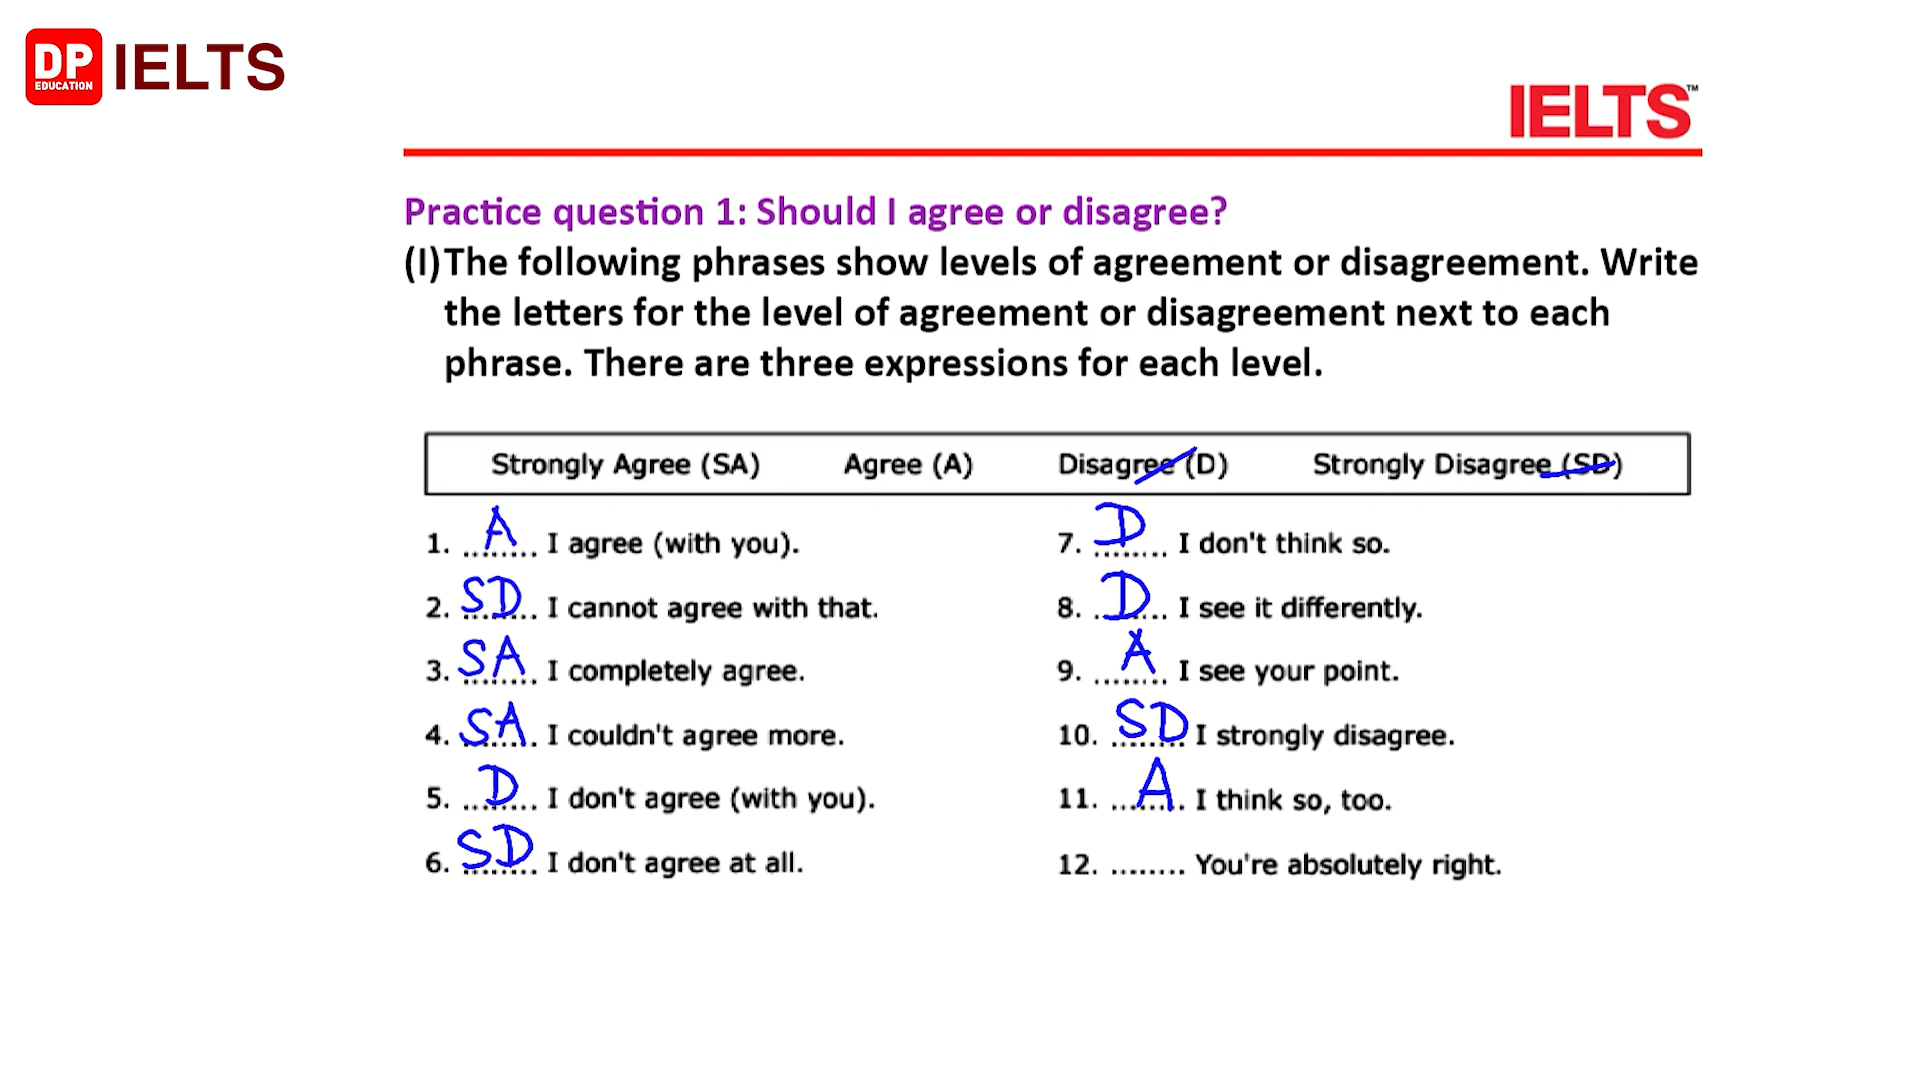 DP EDUCATION IELTS
IELTS™
Practice question 1: Should I agree or disagree?
(I) The following phrases show levels of agreement or disagreement. Write
the letters for the level of agreement or disagreement next to each
phrase. There are three expressions for each level.
Strongly Agree (SA) Agree (A) Disagree (D) Strongly Disagree (SD)
1. A ........ I agree (with you).
2. SD ........ I cannot agree with that.
3. SA ........ I completely agree.
4. SA ........ I couldn't agree more.
5. D ........ I don't agree (with you).
6. SD ........ I don't agree at all.
7. D ........ I don't think so.
8. D ........ I see it differently.
9. A ........ I see your point.
10. SD ........ I strongly disagree.
11. A ........ I think so, too.
12. ........ You're absolutely right.